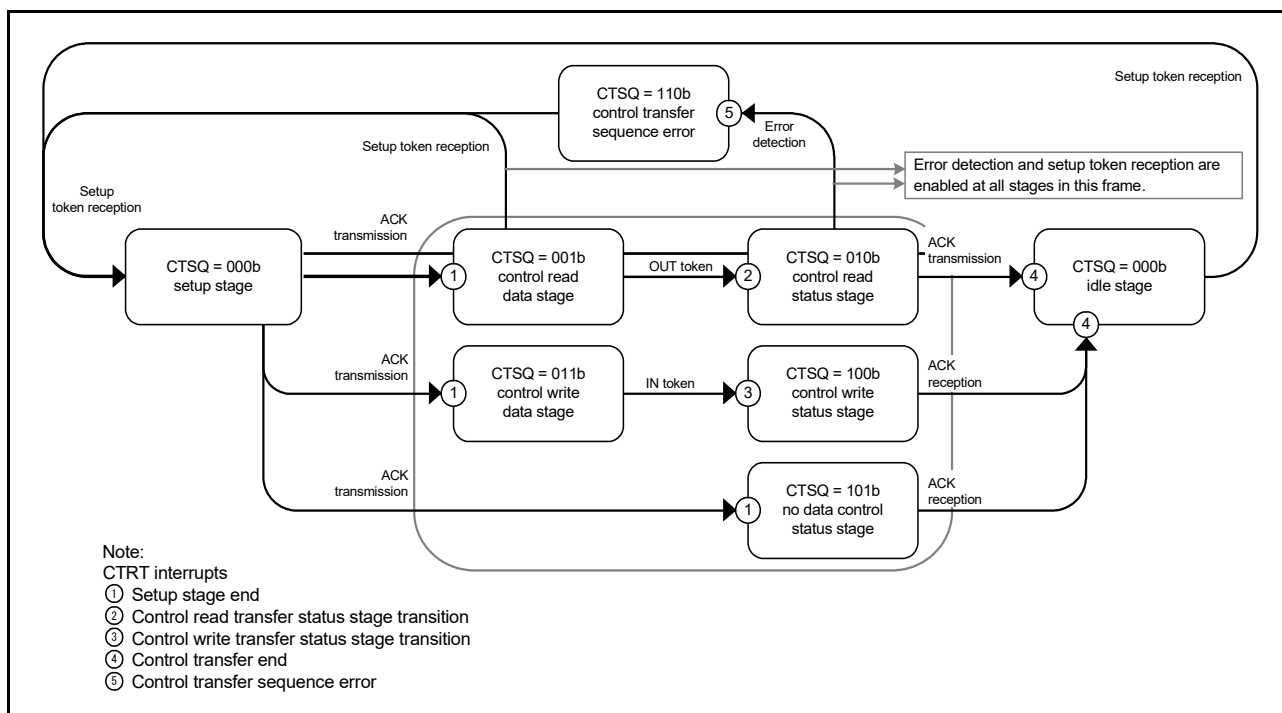 Setup token reception
CTSQ = 110b
control transfer
sequence error
5
Error
detection
Setup token reception
Error detection and setup token reception are
enabled at all stages in this frame.
Setup
token reception
ACK
transmission
CTSQ = 000b
setup stage
1
CTSQ = 001b
control read
data stage
OUT token
2
CTSQ = 010b
control read
status stage
ACK
transmission
4
CTSQ = 000b
idle stage
4
ACK
transmission
1
CTSQ = 011b
control write
data stage
IN token
3
CTSQ = 100b
control write
status stage
ACK
reception
ACK
transmission
1
CTSQ = 101b
no data control
status stage
ACK
reception
Note:
CTRT interrupts
1 Setup stage end
2 Control read transfer status stage transition
3 Control write transfer status stage transition
4 Control transfer end
5 Control transfer sequence error